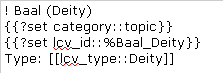 ! Baal (Deity)
{{?set category::topic}}
{{?set lcv_id::%Baal_Deity}}
Type: [[lcv_type::Deity]]